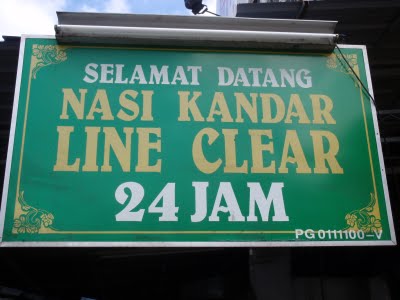 SELAMAT DATANG
NASI KANDAR
LINE CLEAR
24 JAM
PG 0111100-V